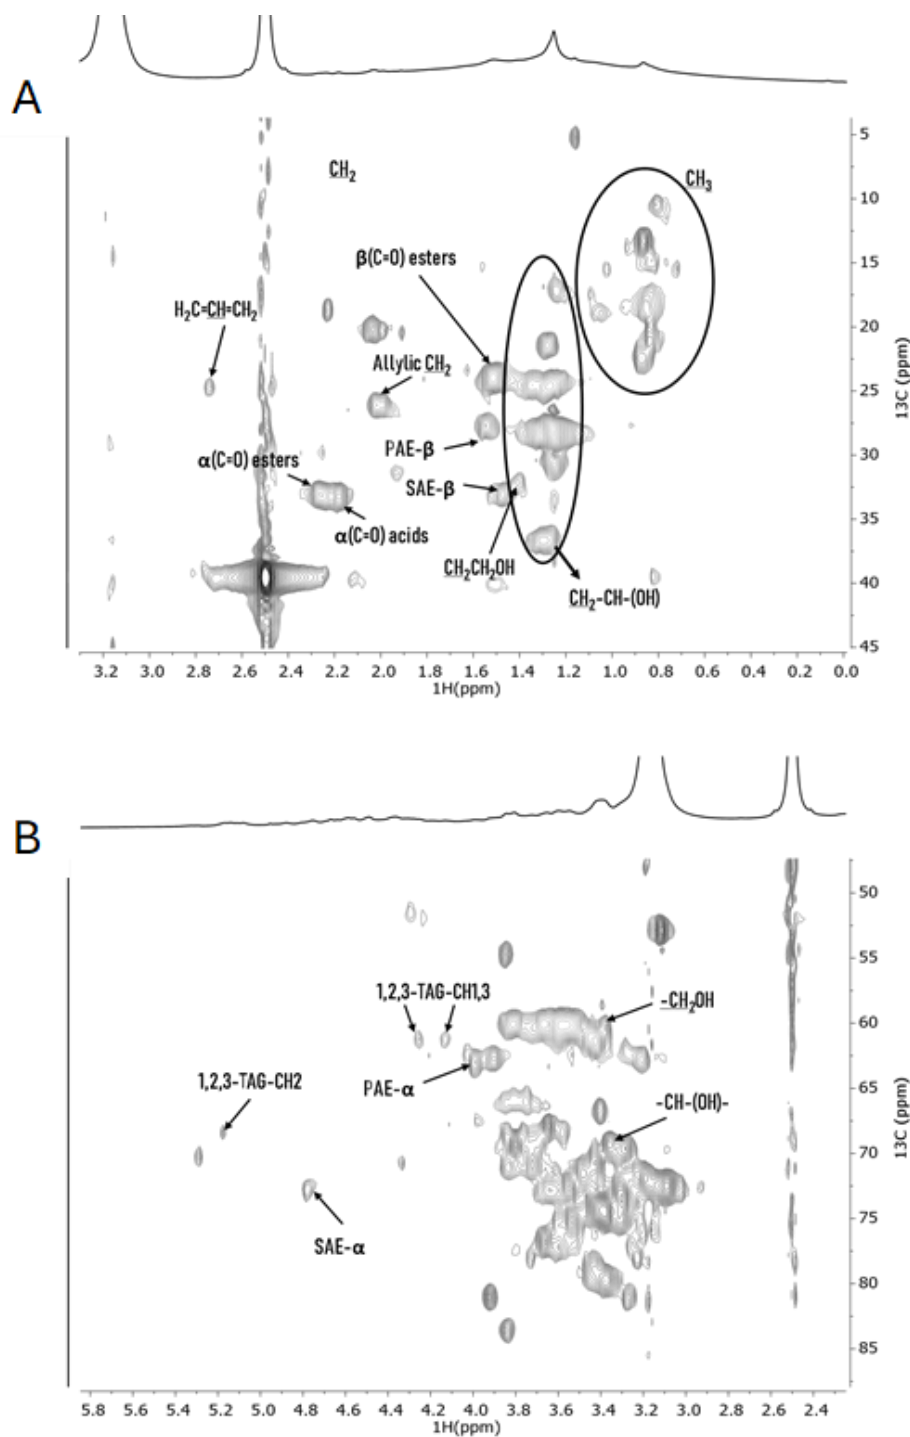 A
CH₂
CH₃
β(C=O) esters
H₂C=CH=CH₂
Allylic CH₂
PAE-β
α(C=O) esters
SAE-β
α(C=O) acids
CH₂CH₂OH
CH₂-CH-(OH)
5
10
15
20
25
30
35
40
45
13C (ppm)
3.2 3.0 2.8 2.6 2.4 2.2 2.0 1.8 1.6 1.4 1.2 1.0 0.8 0.6 0.4 0.2 0.0
1H(ppm)
B
1,2,3-TAG-CH1,3
-CH₂OH
PAE-α
1,2,3-TAG-CH2
-CH-(OH)-
SAE-α
50
55
60
65
70
75
80
85
13C (ppm)
5.8 5.6 5.4 5.2 5.0 4.8 4.6 4.4 4.2 4.0 3.8 3.6 3.4 3.2 3.0 2.8 2.6 2.4
1H(ppm)